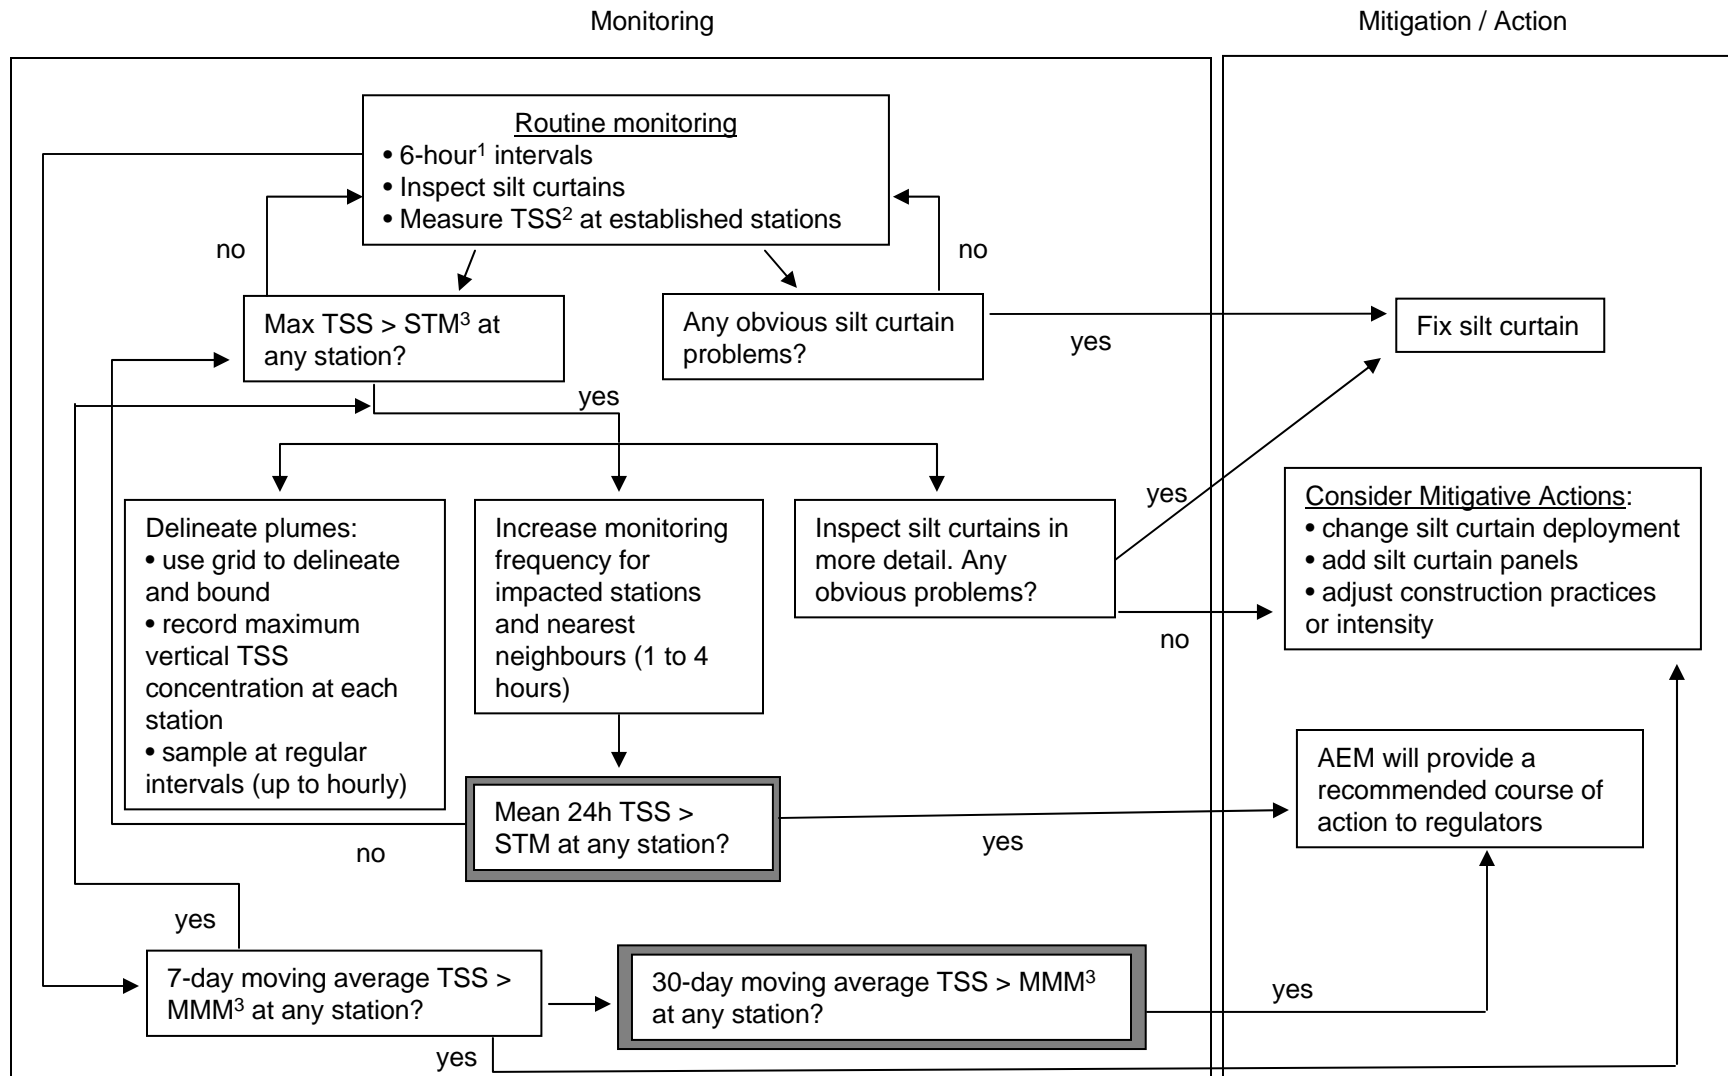 Monitoring
Mitigation / Action
Routine monitoring
• 6-hour¹ intervals
• Inspect silt curtains
• Measure TSS² at established stations
no
no
Max TSS > STM³ at
any station?
Any obvious silt curtain
problems?
yes
Fix silt curtain
yes
Delineate plumes:
• use grid to delineate
and bound
• record maximum
vertical TSS
concentration at each
station
• sample at regular
intervals (up to hourly)
Increase monitoring
frequency for
impacted stations
and nearest
neighbours (1 to 4
hours)
Inspect silt curtains in
more detail. Any
obvious problems?
yes
no
Consider Mitigative Actions:
• change silt curtain deployment
• add silt curtain panels
• adjust construction practices
or intensity
Mean 24h TSS >
STM at any station?
no
yes
AEM will provide a
recommended course of
action to regulators
yes
7-day moving average TSS >
MMM³ at any station?
30-day moving average TSS > MMM³
at any station?
yes
yes